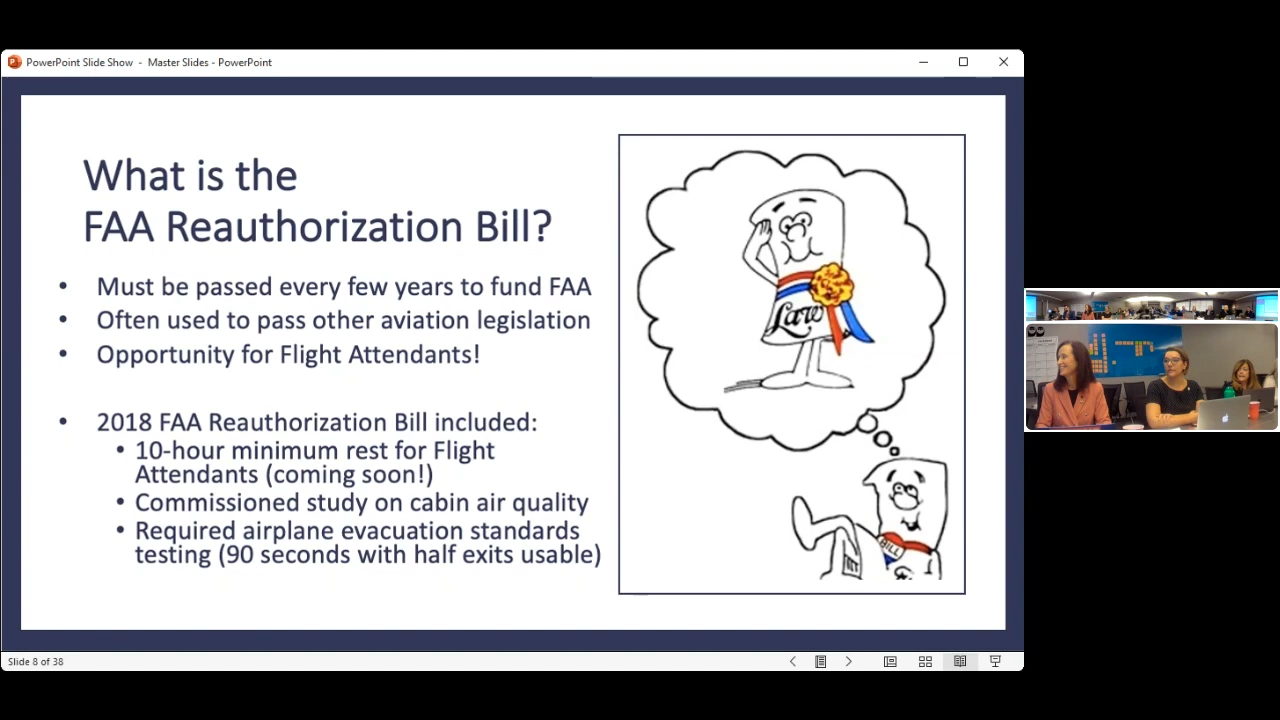 PowerPoint Slide Show - Master Slides - PowerPoint
What is the
FAA Reauthorization Bill?
• Must be passed every few years to fund FAA
• Often used to pass other aviation legislation
• Opportunity for Flight Attendants!
• 2018 FAA Reauthorization Bill included:
• 10-hour minimum rest for Flight
Attendants (coming soon!)
• Commissioned study on cabin air quality
• Required airplane evacuation standards
testing (90 seconds with half exits usable)
Law
BILL
Slide 8 of 38